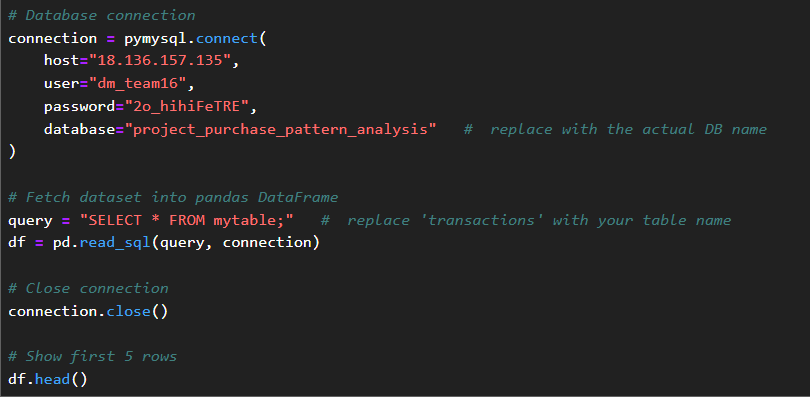 # Database connection
connection = pymysql.connect(
    host="18.136.157.135",
    user="dm_team16",
    password="2o_hihiFeTRE",
    database="project_purchase_pattern_analysis"   #  replace with the actual DB name
)
# Fetch dataset into pandas DataFrame
query = "SELECT * FROM mytable;"   #  replace 'transactions' with your table name
df = pd.read_sql(query, connection)
# Close connection
connection.close()
# Show first 5 rows
df.head()